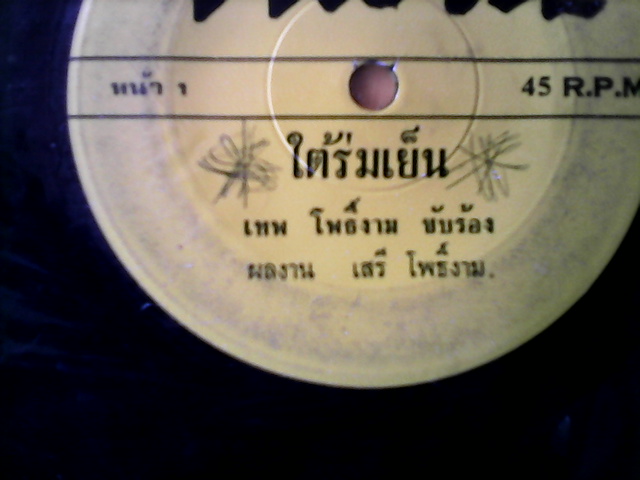 หน้า 1
45 R.P.M
ใต้ร่มเย็น
เทพ โพธิ์งาม ขับร้อง
ผลงาน เสรี โพธิ์งาม.